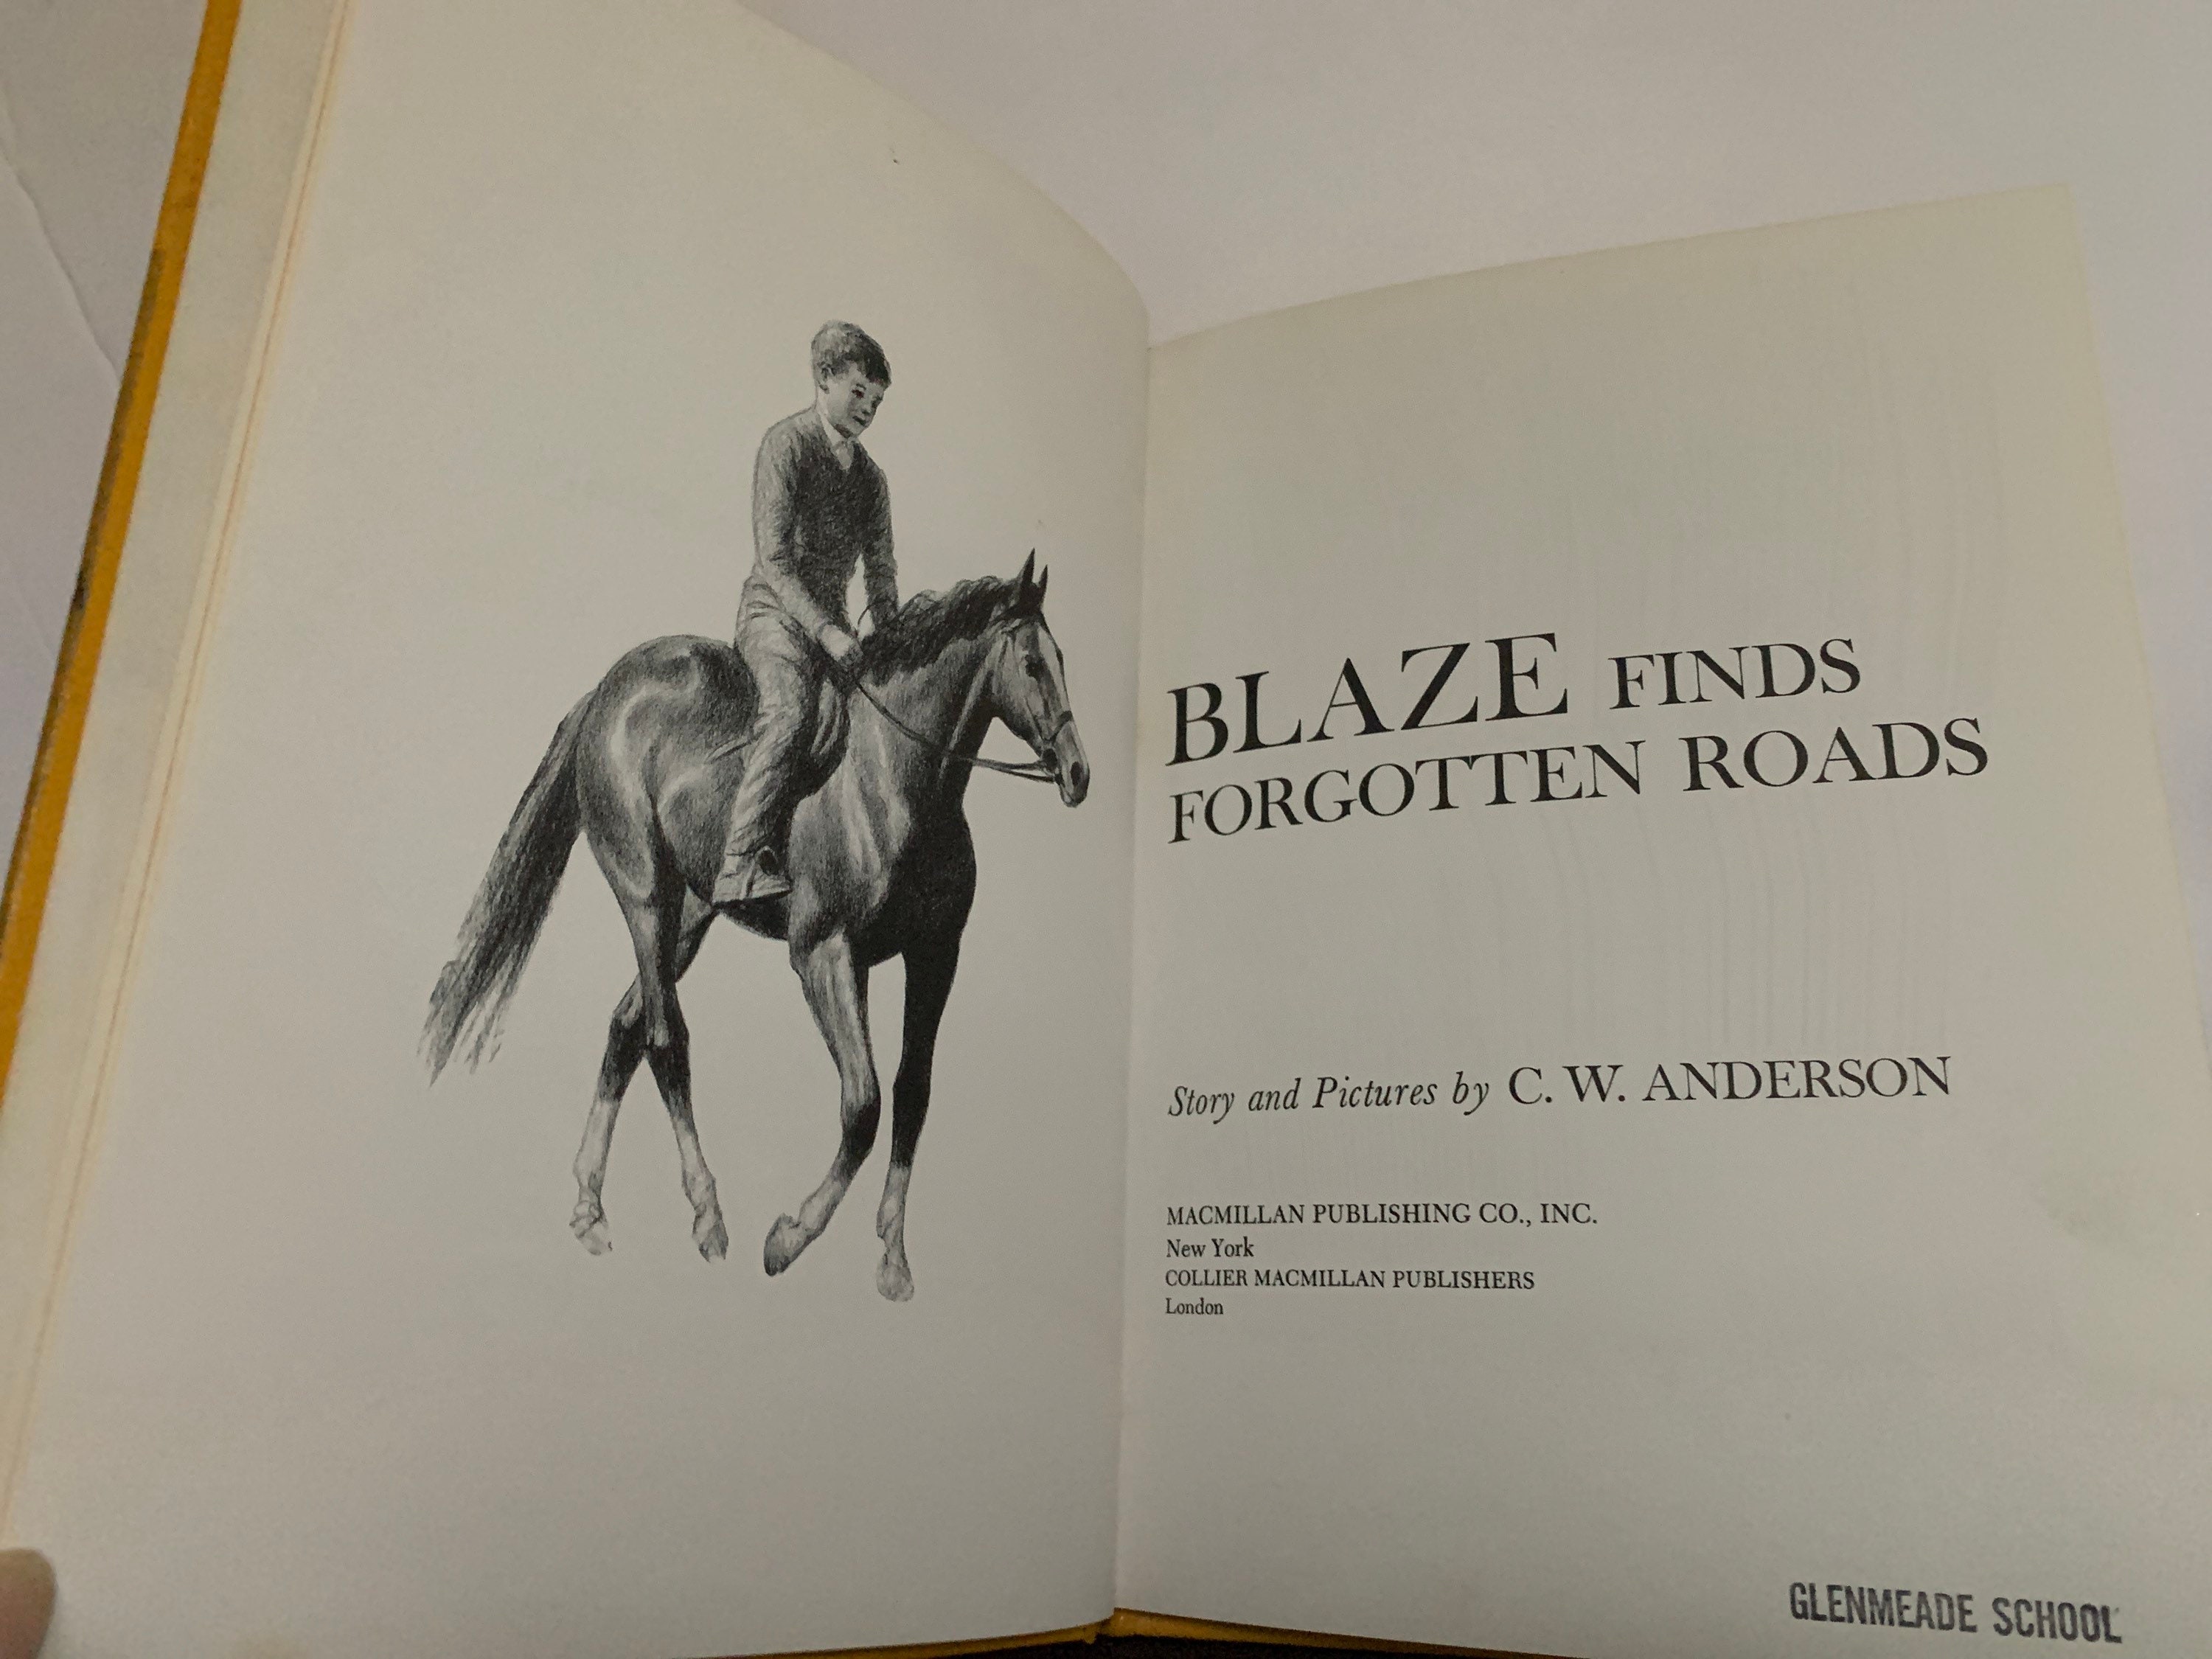 BLAZE FINDS
FORGOTTEN ROADS
Story and Pictures by C. W. ANDERSON
MACMILLAN PUBLISHING CO., INC.
New York
COLLIER MACMILLAN PUBLISHERS
London
GLENMEADE SCHOOL